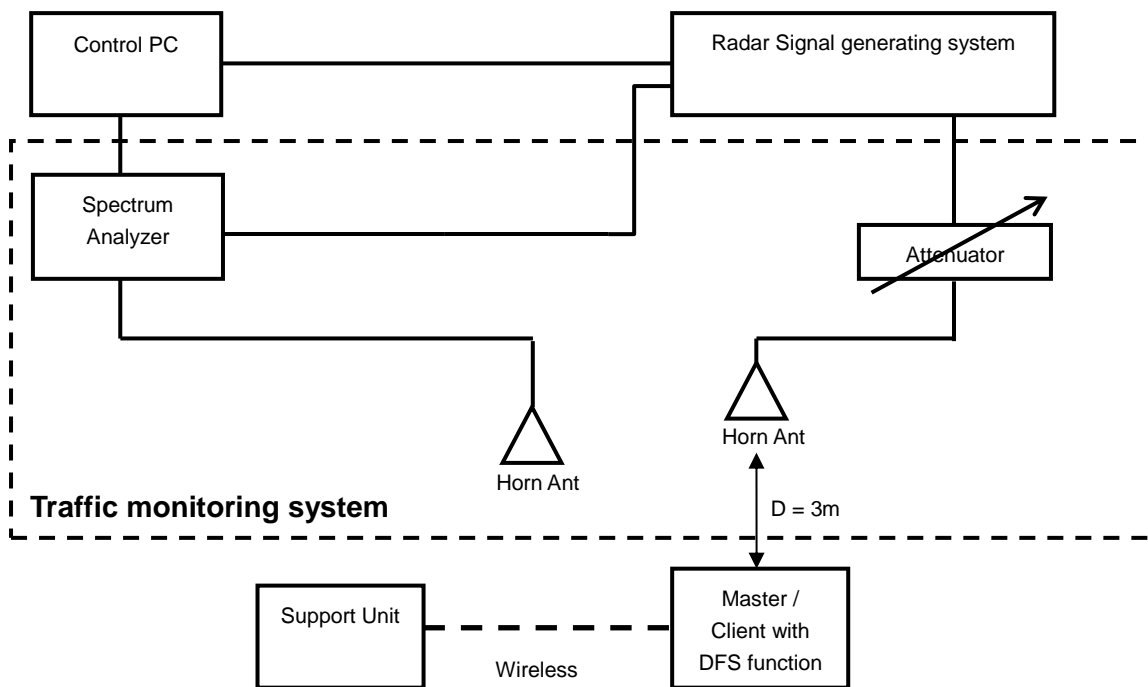 Control PC
Radar Signal generating system
Spectrum
Analyzer
Attenuator
Horn Ant
Horn Ant
Traffic monitoring system
D = 3m
Support Unit
Wireless
Master /
Client with
DFS function